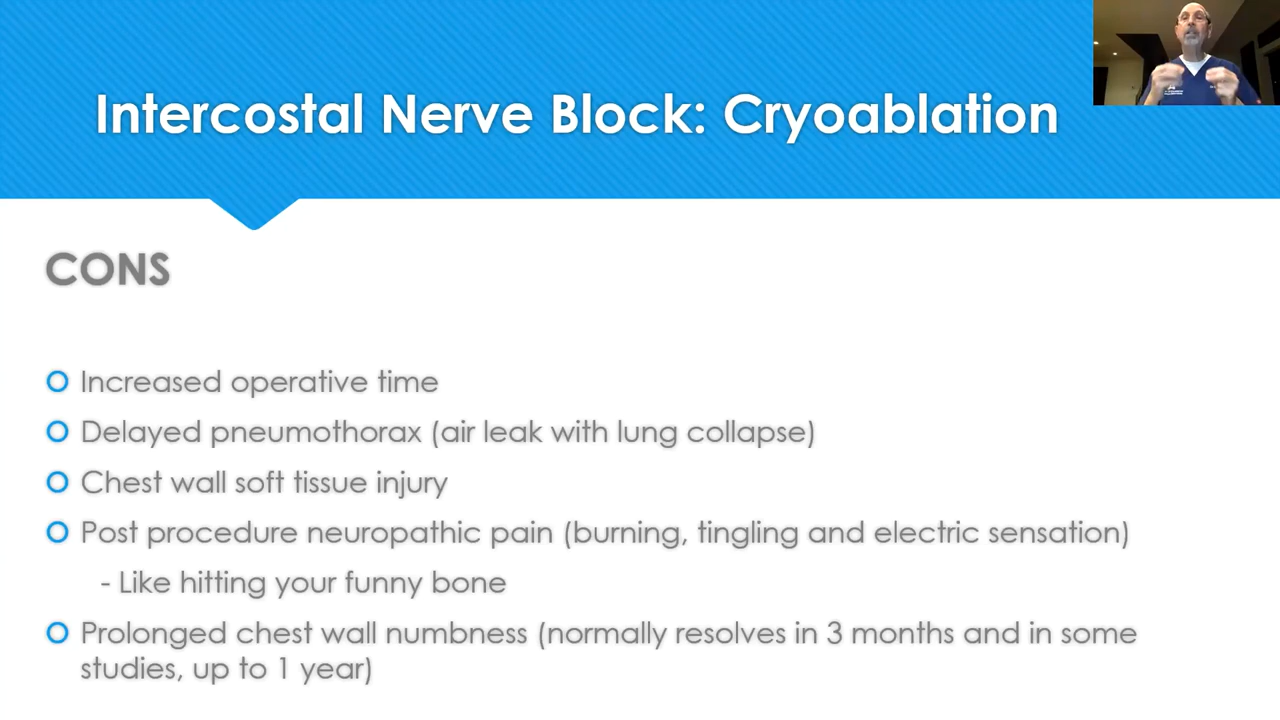 Intercostal Nerve Block: Cryoablation
CONS
Increased operative time
Delayed pneumothorax (air leak with lung collapse)
Chest wall soft tissue injury
Post procedure neuropathic pain (burning, tingling and electric sensation)
- Like hitting your funny bone
Prolonged chest wall numbness (normally resolves in 3 months and in some
studies, up to 1 year)